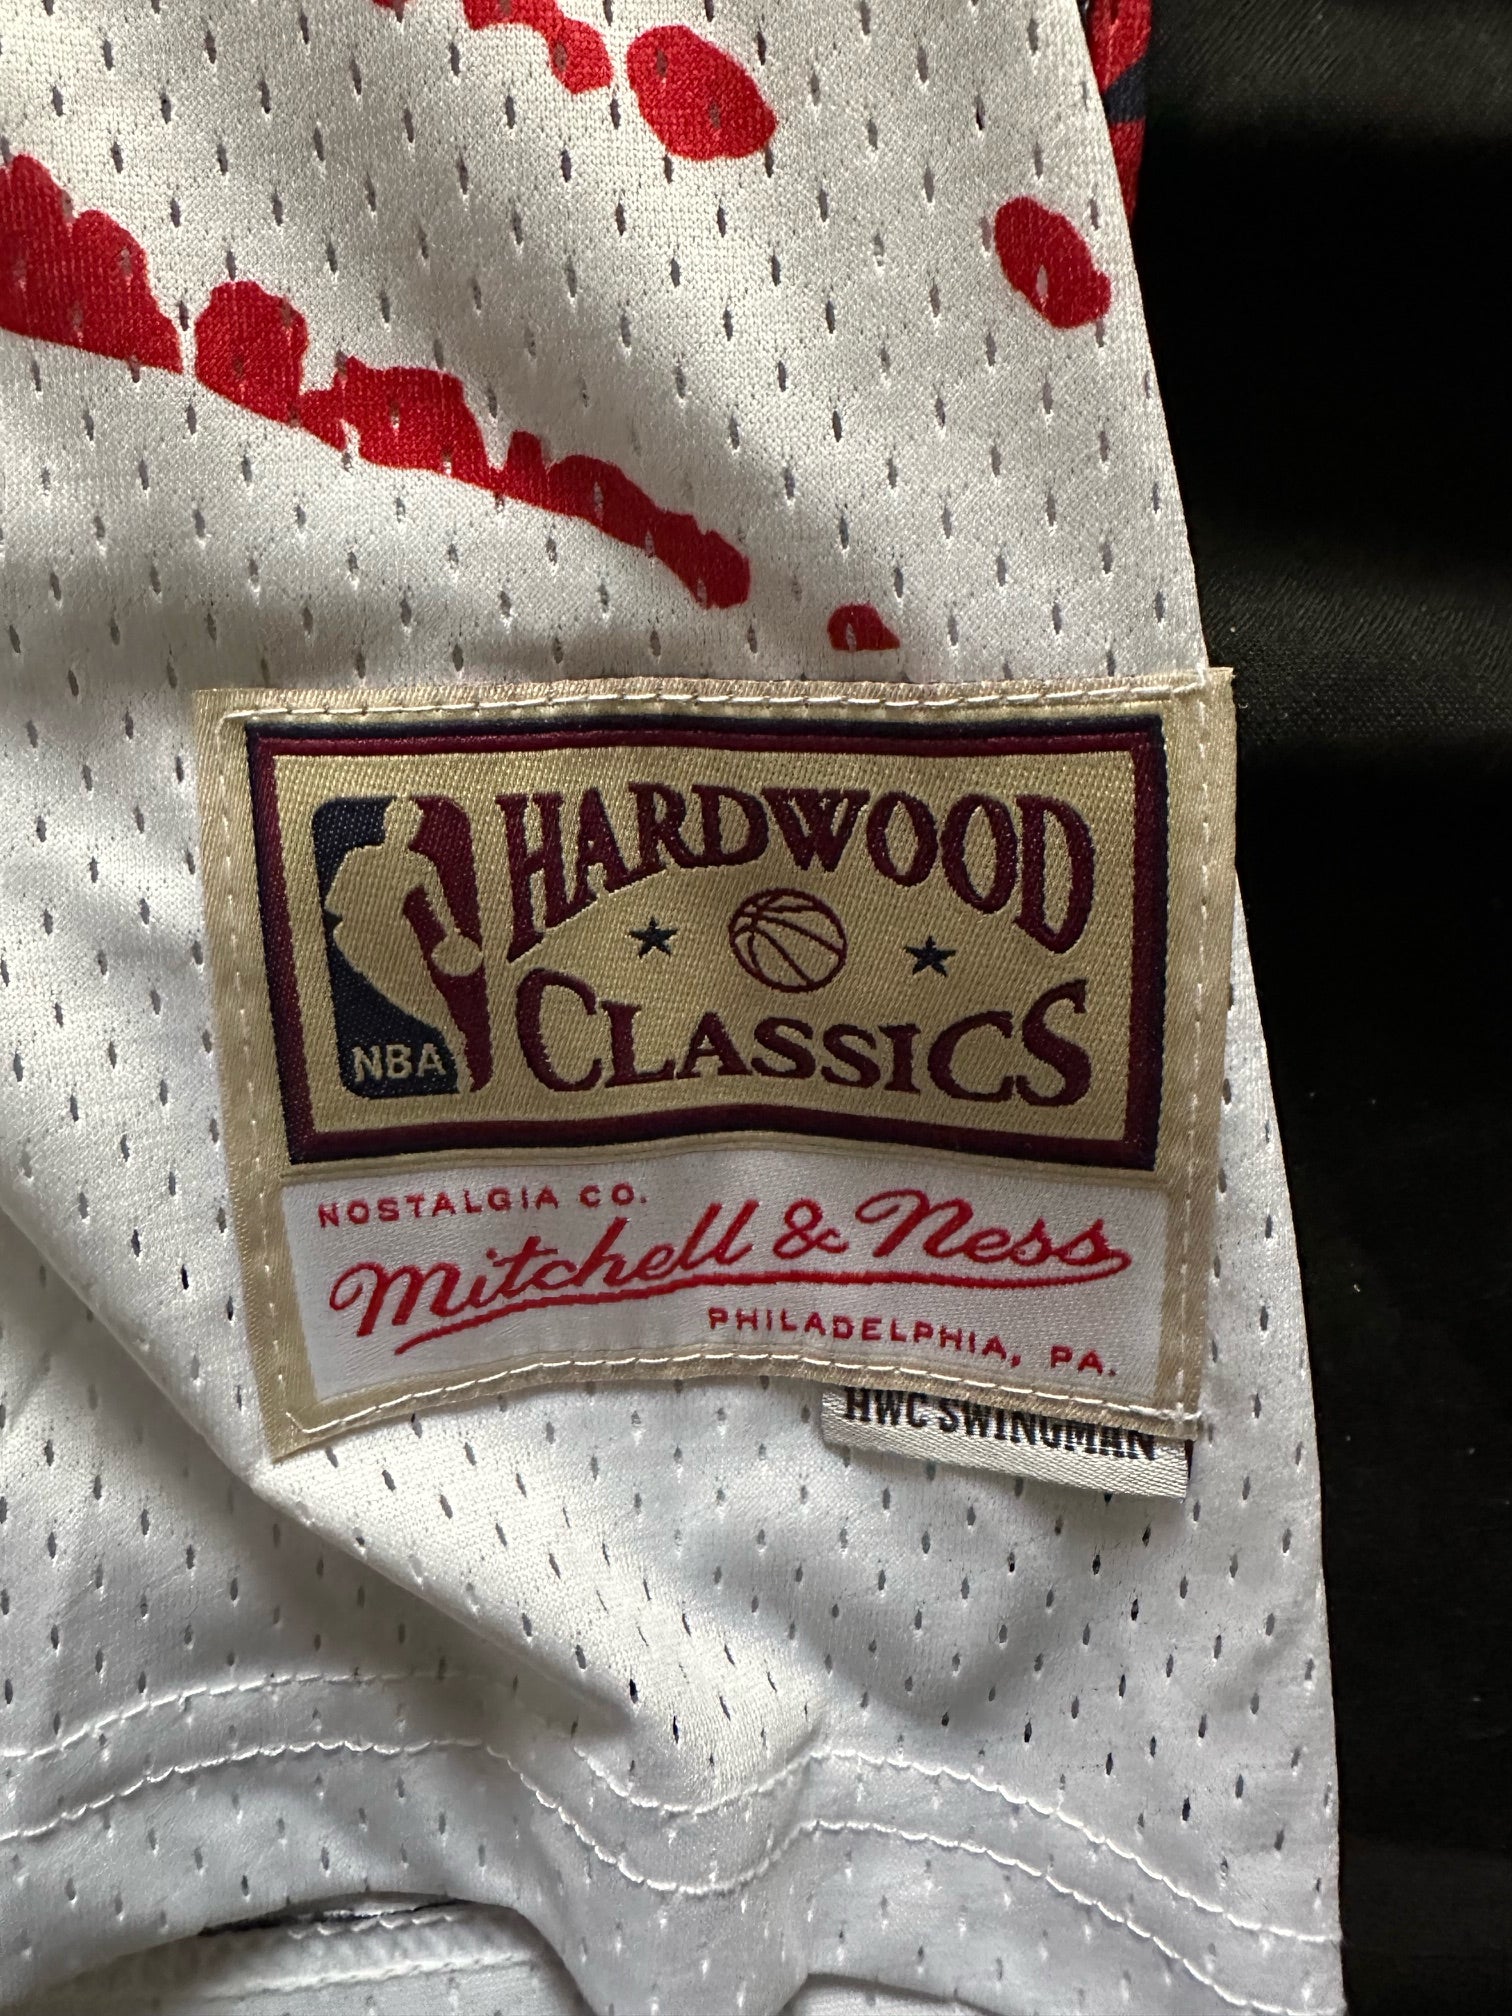 HARDWOOD
CLASSICS
NBA
NOSTALGIA CO.
Mitchell & Ness
PHILADELPHIA, PA.
HWC SWINGMAN